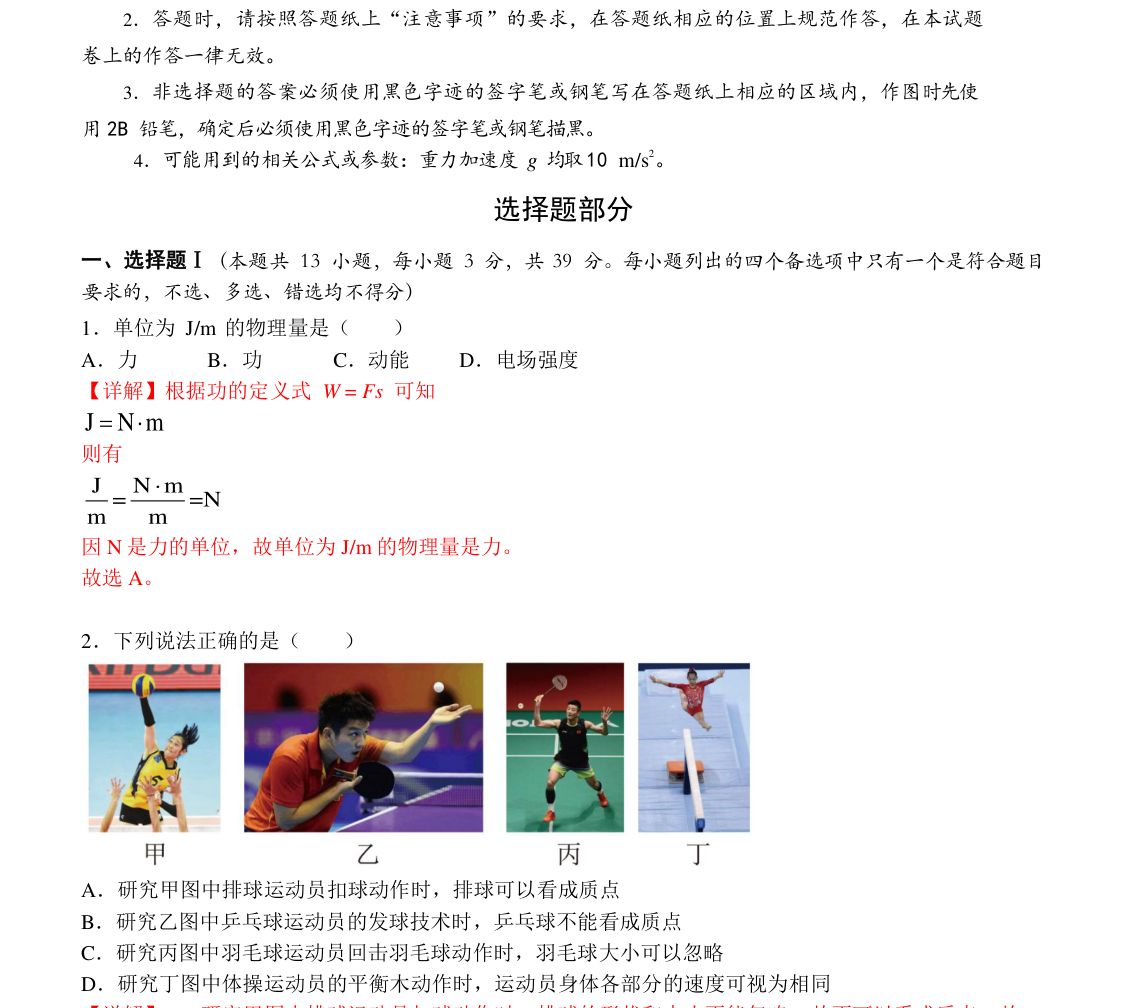 2．答题时，请按照答题纸上“注意事项”的要求，在答题纸相应的位置上规范作答，在本试题
卷上的作答一律无效。
3．非选择题的答案必须使用黑色字迹的签字笔或钢笔写在答题纸上相应的区域内，作图时先使
用 2B 铅笔，确定后必须使用黑色字迹的签字笔或钢笔描黑。
4．可能用到的相关公式或参数：重力加速度 g 均取10 m/s²。
选择题部分
一、选择题Ⅰ（本题共 13 小题，每小题 3 分，共 39 分。每小题列出的四个备选项中只有一个是符合题目
要求的，不选、多选、错选均不得分）
1．单位为 J/m 的物理量是（　　）
A．力 B．功 C．动能 D．电场强度
【详解】根据功的定义式 W = Fs 可知
J = N·m
则有
J/m = N·m/m =N
因 N 是力的单位，故单位为 J/m 的物理量是力。
故选 A。
2．下列说法正确的是（　　）
甲 乙 丙 丁
A．研究甲图中排球运动员扣球动作时，排球可以看成质点
B．研究乙图中乒乓球运动员的发球技术时，乒乓球不能看成质点
C．研究丙图中羽毛球运动员回击羽毛球动作时，羽毛球大小可以忽略
D．研究丁图中体操运动员的平衡木动作时，运动员身体各部分的速度可视为相同